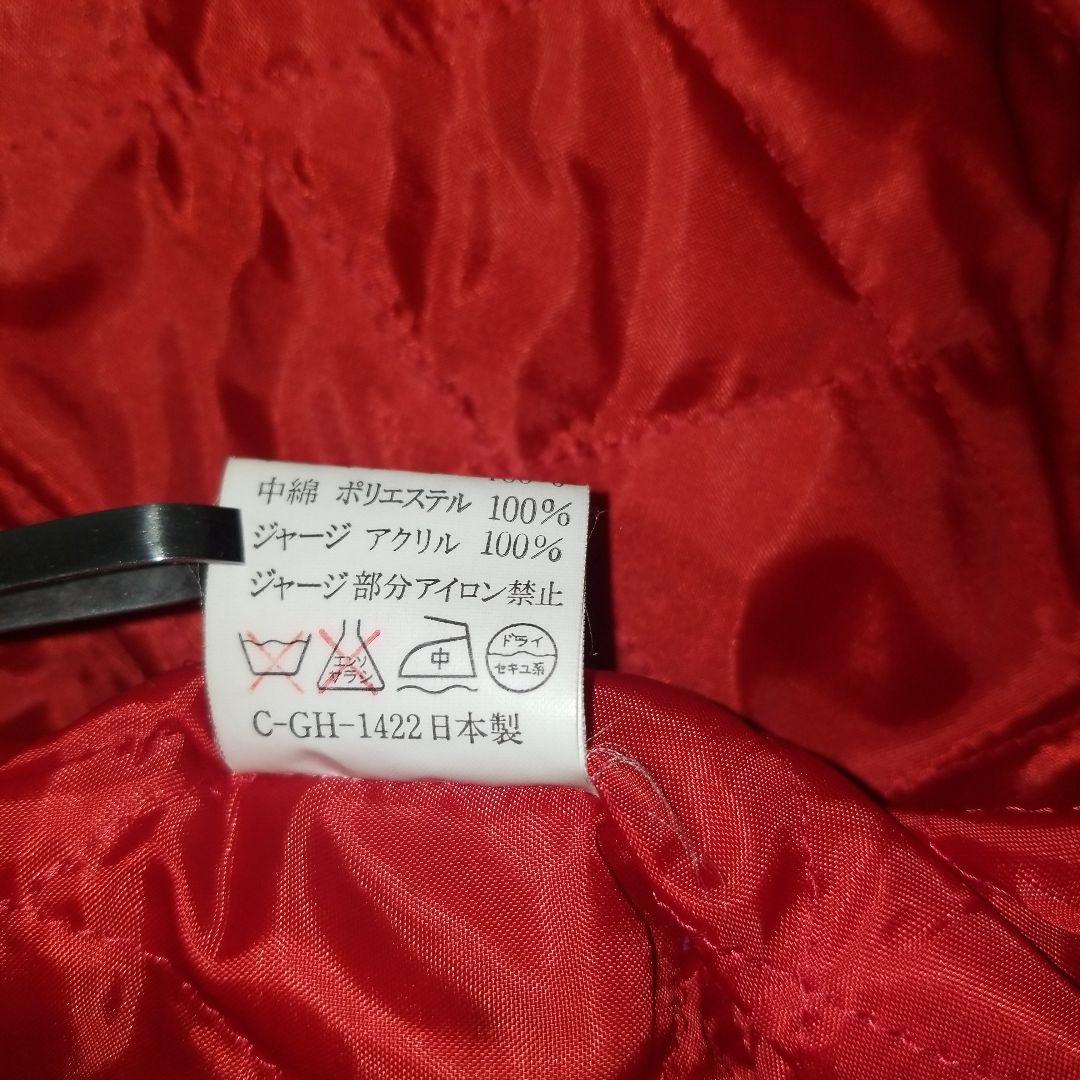 中綿 ポリエステル 100%
ジャージ アクリル 100%
ジャージ部分アイロン禁止
エンソ サラシ 中 ドライ セキユ系
C-GH-1422日本製